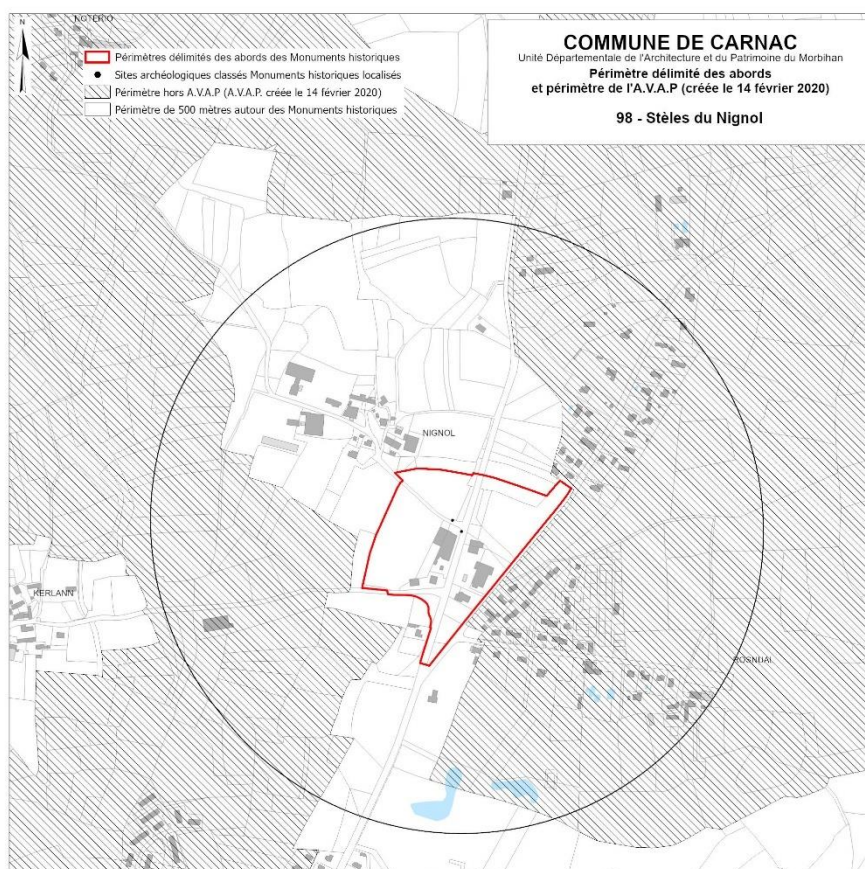 NOTÉRIO
N
Périmètres délimités des abords des Monuments historiques
Sites archéologiques classés Monuments historiques localisés
Périmètre hors A.V.A.P (A.V.A.P. créée le 14 février 2020)
Périmètre de 500 mètres autour des Monuments historiques
COMMUNE DE CARNAC
Unité Départementale de l'Architecture et du Patrimoine du Morbihan
Périmètre délimité des abords
et périmètre de l'A.V.A.P (créée le 14 février 2020)
98 - Stèles du Nignol
NIGNOL
KERLANN
ROSNUAL